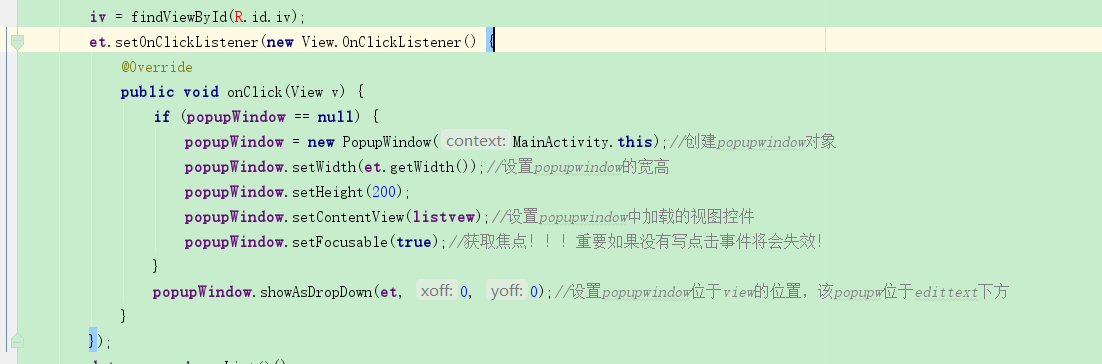 iv = findViewById(R.id.iv);
et.setOnClickListener(new View.OnClickListener() {
@Override
public void onClick(View v) {
if (popupWindow == null) {
popupWindow = new PopupWindow( context: MainActivity.this);//创建popupwindow对象
popupWindow.setWidth(et.getWidth());//设置popupwindow的宽高
popupWindow.setHeight(200);
popupWindow.setContentView(listvew);//设置popupwindow中加载的视图控件
popupWindow.setFocusable(true);//获取焦点！！！重要如果没有写点击事件将会失效！
}
popupWindow.showAsDropDown(et, xoff: 0, yoff: 0);//设置popupwindow位于view的位置，该popupw位于edittext下方
}
});